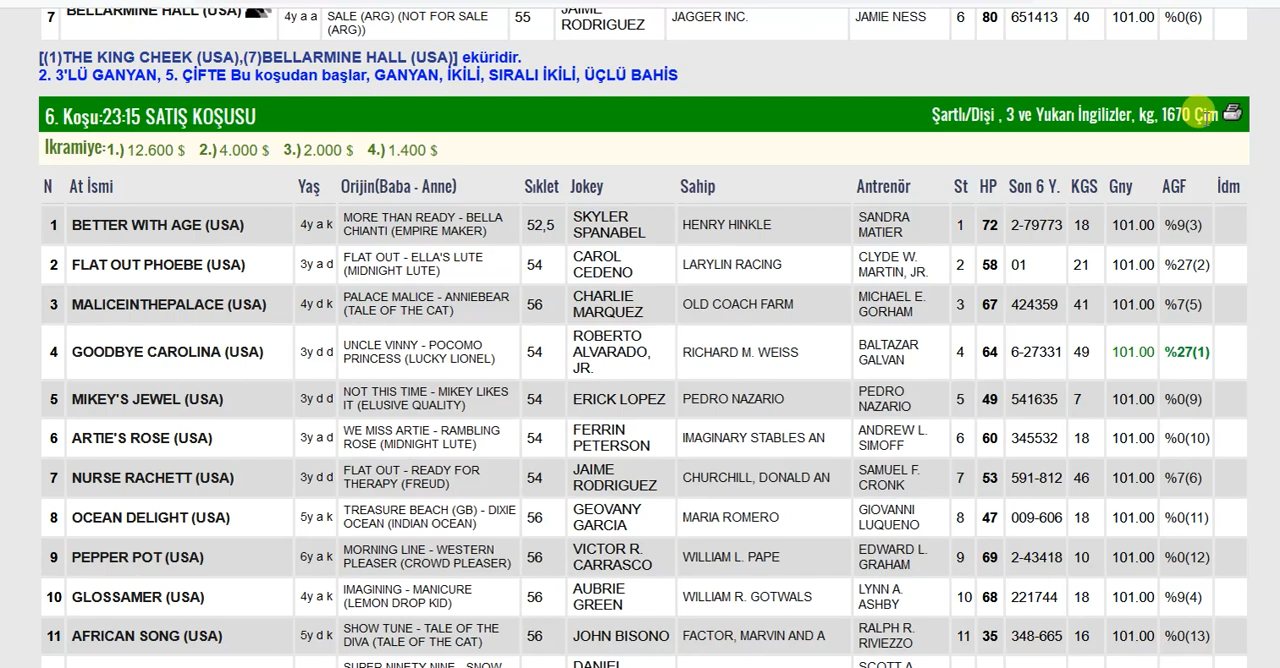 7 BELLARMINE HALL (USA) 4y a a SALE (ARG) (NOT FOR SALE (ARG)) 55 JAIME RODRIGUEZ JAGGER INC. JAMIE NESS 6 80 651413 40 101.00 %0(6)
[(1)THE KING CHEEK (USA),(7)BELLARMINE HALL (USA)] eküridir.
2. 3'LÜ GANYAN, 5. ÇİFTE Bu koşudan başlar, GANYAN, İKİLİ, SIRALI İKİLİ, ÜÇLÜ BAHİS
6. Koşu:23:15 SATIŞ KOŞUSU Şartlı/Dişi , 3 ve Yukarı İngilizler, kg, 1670 Çim
İkramiye:1.) 12.600 $ 2.) 4.000 $ 3.) 2.000 $ 4.) 1.400 $
N At İsmi Yaş Orijin(Baba - Anne) Sıklet Jokey Sahip Antrenör St HP Son 6 Y. KGS Gny AGF İdm
1 BETTER WITH AGE (USA) 4y a k MORE THAN READY - BELLA CHIANTI (EMPIRE MAKER) 52,5 SKYLER SPANABEL HENRY HINKLE SANDRA MATIER 1 72 2-79773 18 101.00 %9(3)
2 FLAT OUT PHOEBE (USA) 3y a d FLAT OUT - ELLA'S LUTE (MIDNIGHT LUTE) 54 CAROL CEDENO LARYLIN RACING CLYDE W. MARTIN, JR. 2 58 01 21 101.00 %27(2)
3 MALICEINTHEPALACE (USA) 4y d k PALACE MALICE - ANNIEBEAR (TALE OF THE CAT) 56 CHARLIE MARQUEZ OLD COACH FARM MICHAEL E. GORHAM 3 67 424359 41 101.00 %7(5)
4 GOODBYE CAROLINA (USA) 3y d d UNCLE VINNY - POCOMO PRINCESS (LUCKY LIONEL) 54 ROBERTO ALVARADO, JR. RICHARD M. WEISS BALTAZAR GALVAN 4 64 6-27331 49 101.00 %27(1)
5 MIKEY'S JEWEL (USA) 3y d d NOT THIS TIME - MIKEY LIKES IT (ELUSIVE QUALITY) 54 ERICK LOPEZ PEDRO NAZARIO PEDRO NAZARIO 5 49 541635 7 101.00 %0(9)
6 ARTIE'S ROSE (USA) 3y a d WE MISS ARTIE - RAMBLING ROSE (MIDNIGHT LUTE) 54 FERRIN PETERSON IMAGINARY STABLES AN ANDREW L. SIMOFF 6 60 345532 18 101.00 %0(10)
7 NURSE RACHETT (USA) 3y d d FLAT OUT - READY FOR THERAPY (FREUD) 54 JAIME RODRIGUEZ CHURCHILL, DONALD AN SAMUEL F. CRONK 7 53 591-812 46 101.00 %7(6)
8 OCEAN DELIGHT (USA) 5y a k TREASURE BEACH (GB) - DIXIE OCEAN (INDIAN OCEAN) 56 GEOVANY GARCIA MARIA ROMERO GIOVANNI LUQUENO 8 47 009-606 18 101.00 %0(11)
9 PEPPER POT (USA) 6y a k MORNING LINE - WESTERN PLEASER (CROWD PLEASER) 56 VICTOR R. CARRASCO WILLIAM L. PAPE EDWARD L. GRAHAM 9 69 2-43418 10 101.00 %0(12)
10 GLOSSAMER (USA) 4y a k IMAGINING - MANICURE (LEMON DROP KID) 56 AUBRIE GREEN WILLIAM R. GOTWALS LYNN A. ASHBY 10 68 221744 18 101.00 %9(4)
11 AFRICAN SONG (USA) 5y d k SHOW TUNE - TALE OF THE DIVA (TALE OF THE CAT) 56 JOHN BISONO FACTOR, MARVIN AND A RALPH R. RIVIEZZO 11 35 348-665 16 101.00 %0(13)
SUPER NINETY NINE - SNOW DANIEL SCOTT A.